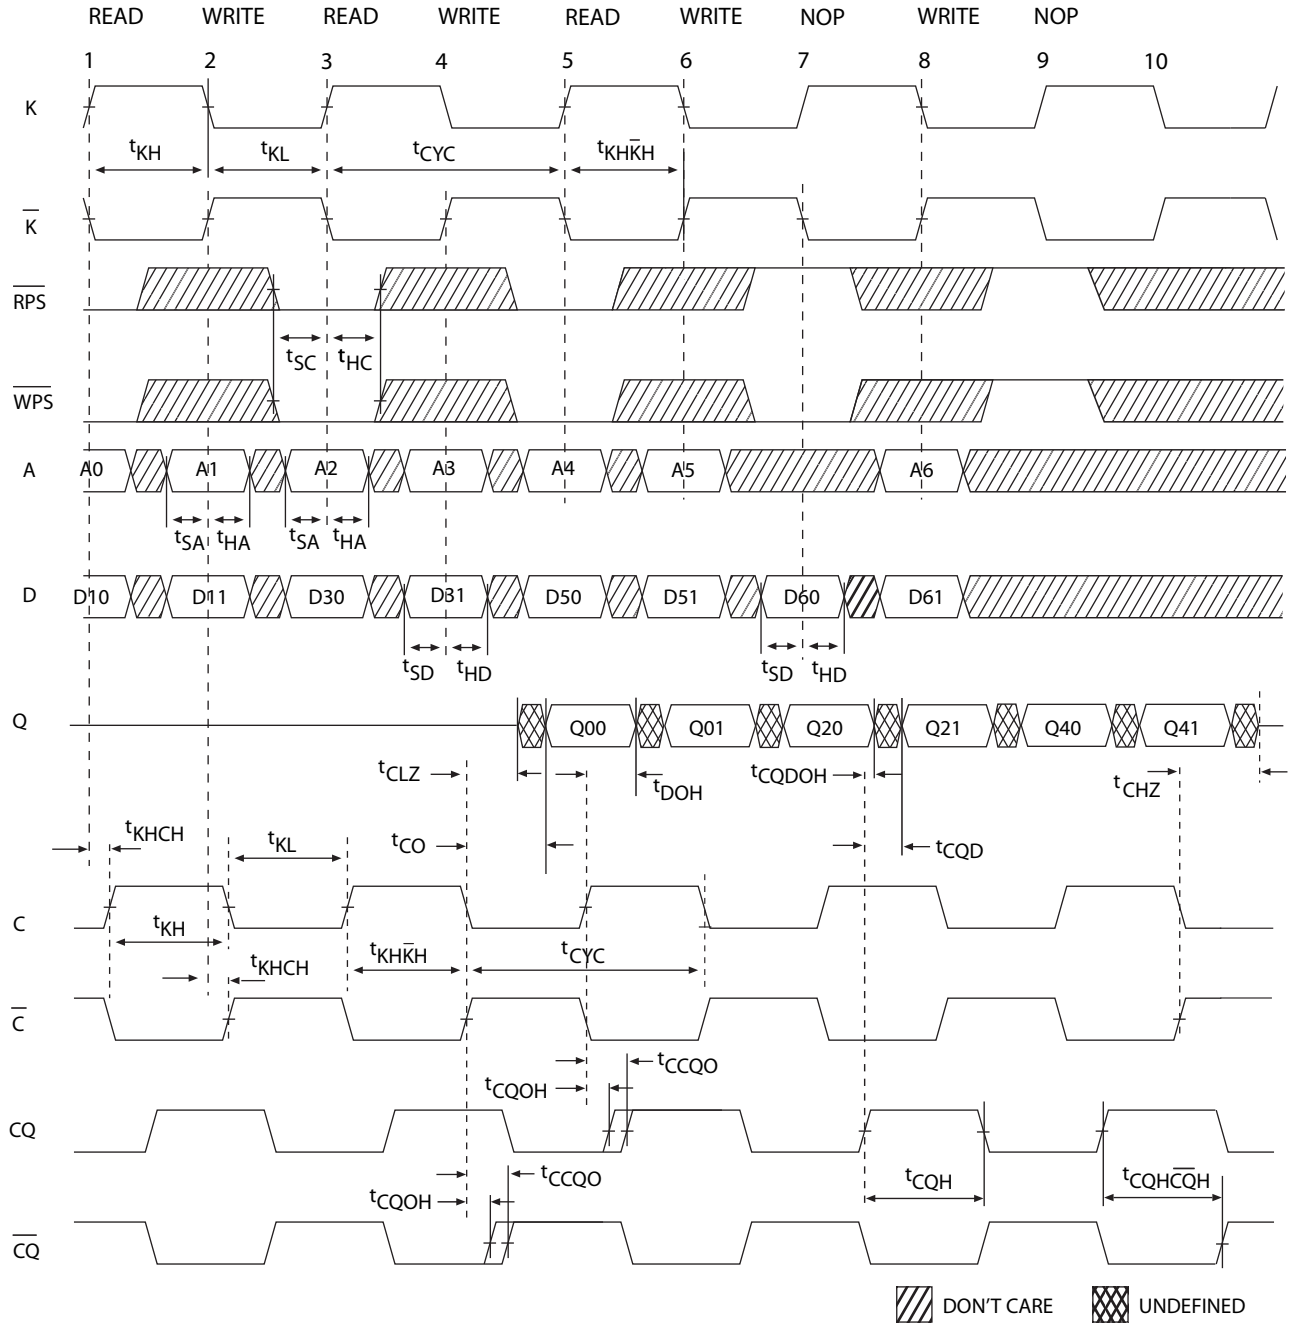 READ WRITE READ WRITE READ WRITE NOP WRITE NOP
1 2 3 4 5 6 7 8 9 10
K
tKH tKL tCYC tKHK̅H
K̅
R̅P̅S̅
tSC tHC
W̅P̅S̅
A A0 A1 A2 A3 A4 A5 A6
tSA tHA tSA tHA
D D10 D11 D30 D31 D50 D51 D60 D61
tSD tHD tSD tHD
Q Q00 Q01 Q20 Q21 Q40 Q41
tCLZ tDOH tCQDOH tCHZ
tKHCH tKL tCO tCQD
C
tKH tKHK̅H tCYC
tKHCH
C̅
tCCQO
tCQOH
CQ
tCCQO tCQH tCQHC̅Q̅H
tCQOH
C̅Q̅
DON'T CARE UNDEFINED